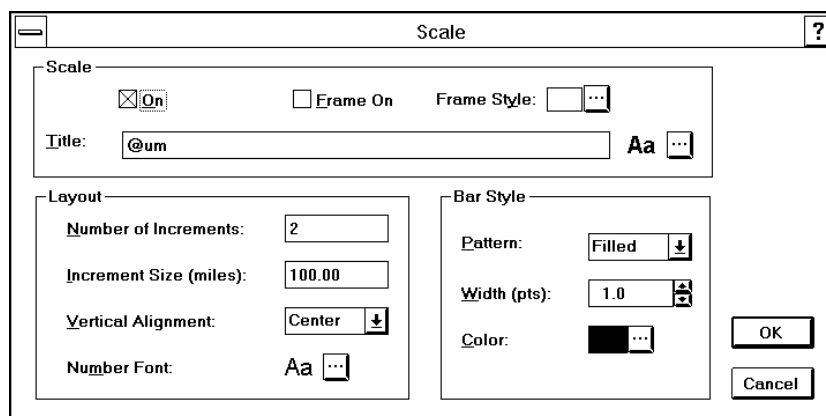 Scale ?
Scale
On Frame On Frame Style: ...
Title: @um Aa ...
Layout
Number of Increments: 2
Increment Size (miles): 100.00
Vertical Alignment: Center
Number Font: Aa ...
Bar Style
Pattern: Filled
Width (pts): 1.0
Color: ...
OK
Cancel